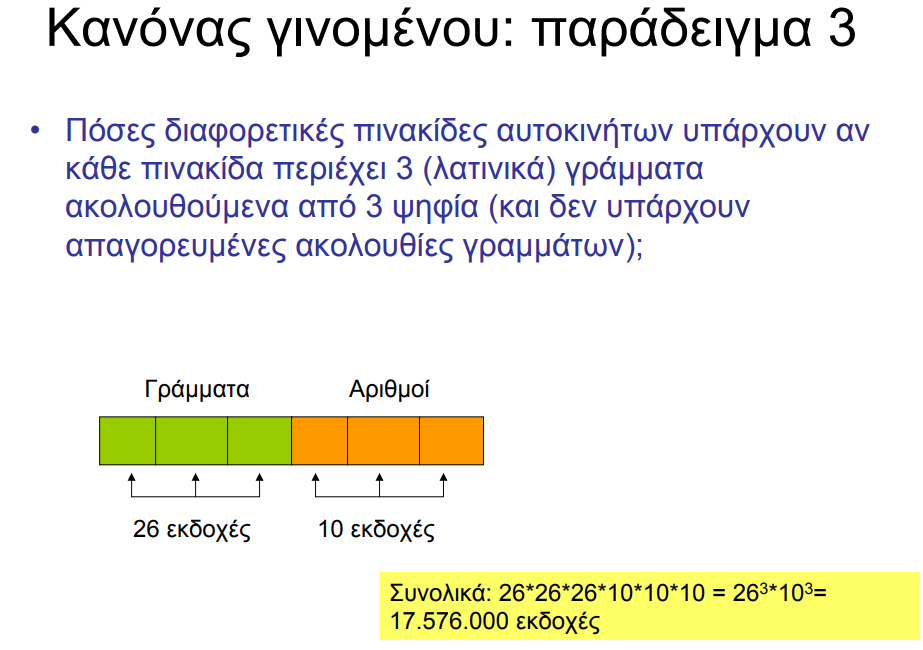 Κανόνας γινομένου: παράδειγμα 3
• Πόσες διαφορετικές πινακίδες αυτοκινήτων υπάρχουν αν
κάθε πινακίδα περιέχει 3 (λατινικά) γράμματα
ακολουθούμενα από 3 ψηφία (και δεν υπάρχουν
απαγορευμένες ακολουθίες γραμμάτων);
Γράμματα Αριθμοί
26 εκδοχές 10 εκδοχές
Συνολικά: 26*26*26*10*10*10 = 26³*10³=
17.576.000 εκδοχές